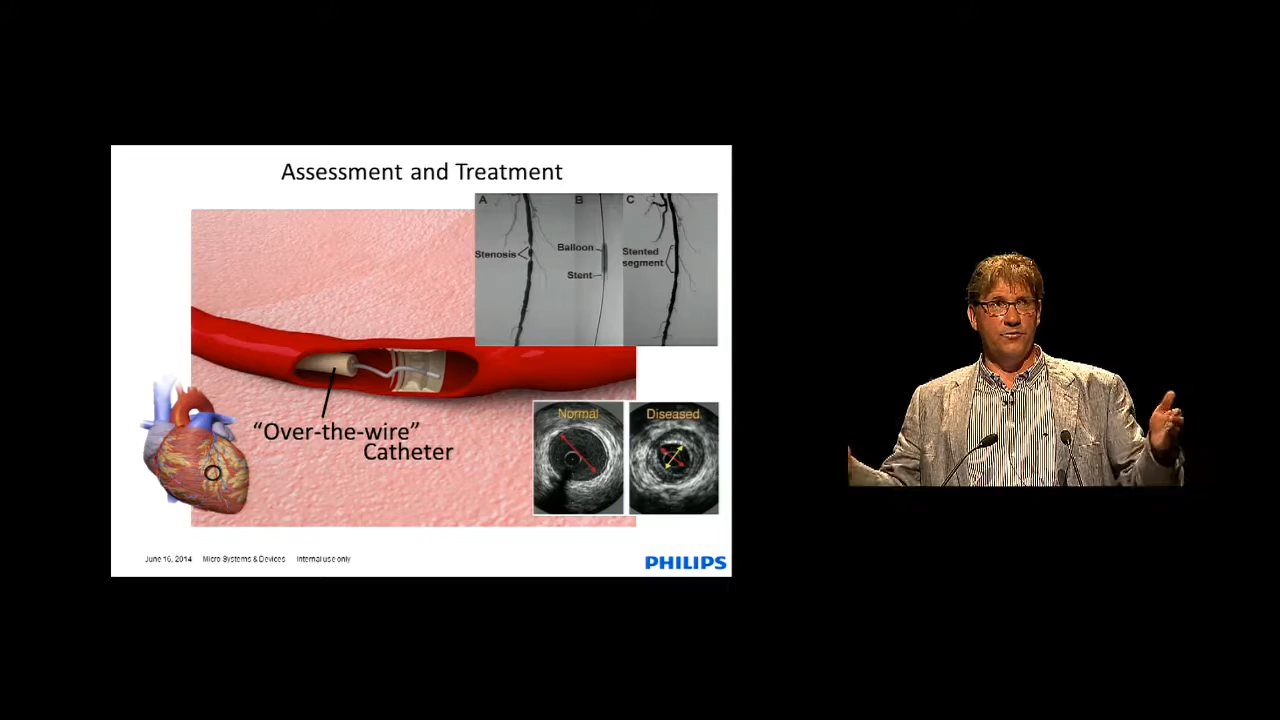 Assessment and Treatment
A
B
C
Stenosis
Balloon
Stent
Stented
segment
"Over-the-wire"
Catheter
Normal
Diseased
June 16, 2014 Micro Systems & Devices Internal use only
PHILIPS